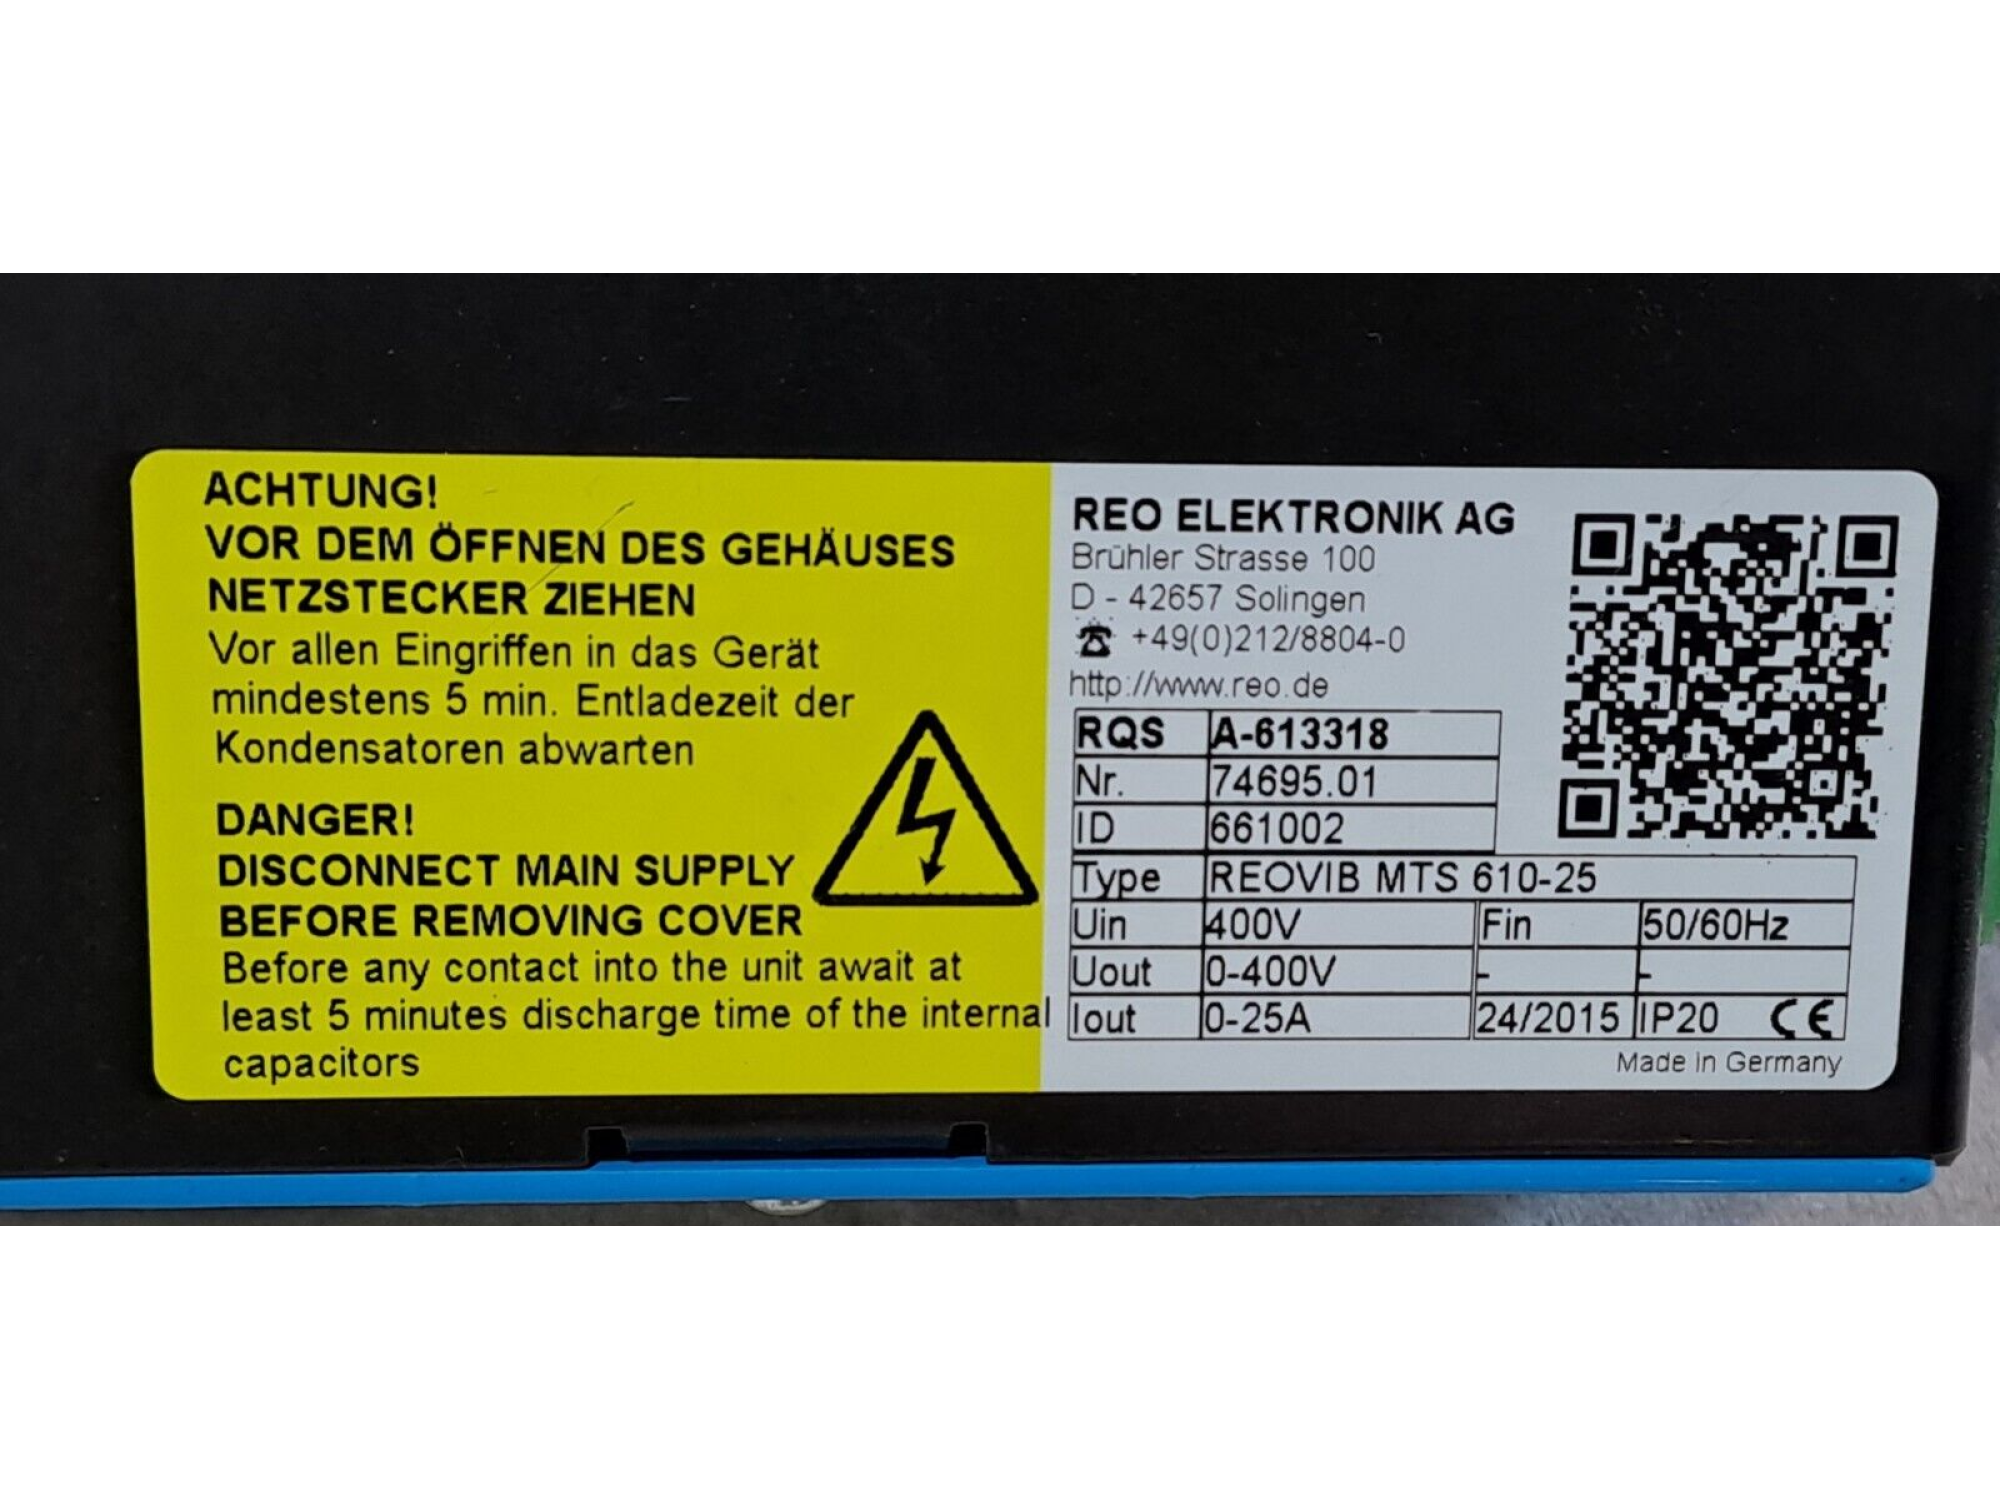 ACHTUNG!
VOR DEM ÖFFNEN DES GEHÄUSES
NETZSTECKER ZIEHEN
Vor allen Eingriffen in das Gerät
mindestens 5 min. Entladezeit der
Kondensatoren abwarten
DANGER!
DISCONNECT MAIN SUPPLY
BEFORE REMOVING COVER
Before any contact into the unit await at
least 5 minutes discharge time of the internal
capacitors
REO ELEKTRONIK AG
Brühler Strasse 100
D - 42657 Solingen
☎ +49(0)212/8804-0
http://www.reo.de
RQS A-613318
Nr. 74695.01
ID 661002
Type REOVIB MTS 610-25
Uin 400V Fin 50/60Hz
Uout 0-400V - -
Iout 0-25A 24/2015 IP20 CE
Made in Germany